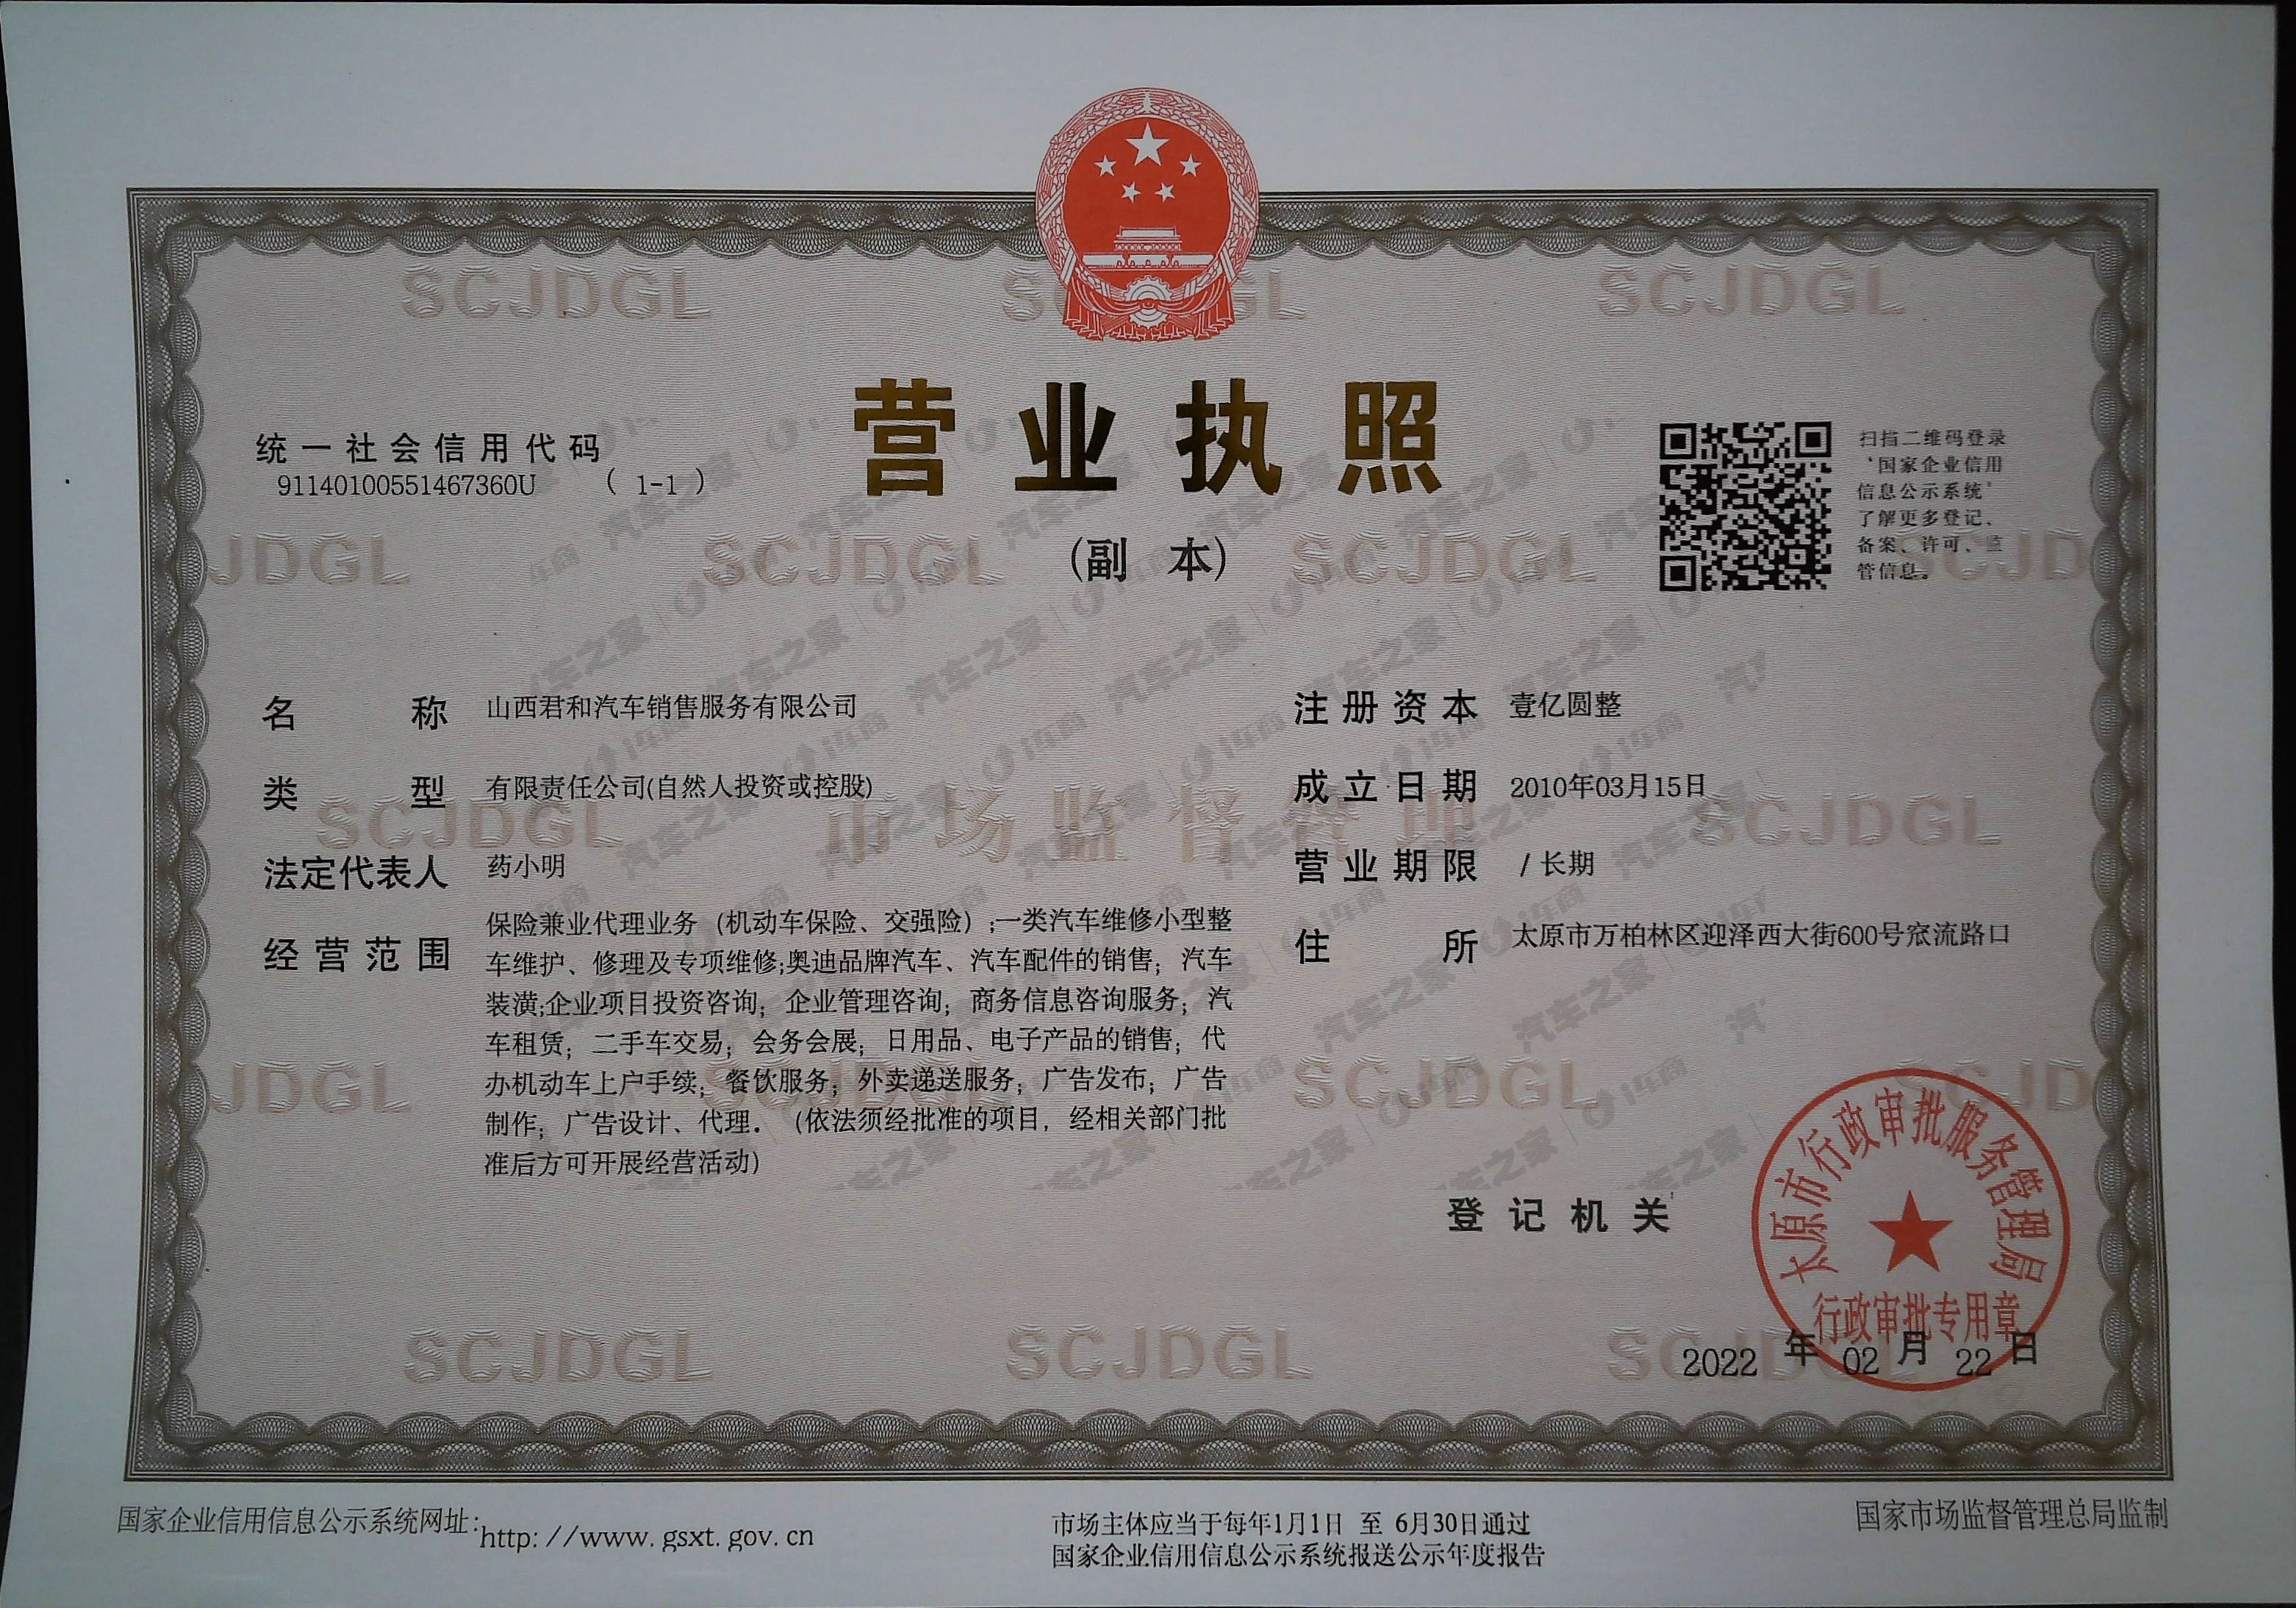 营业执照
(副 本)
统一社会信用代码
91140100551467360U （ 1-1 ）
扫描二维码登录
'国家企业信用
信息公示系统'
了解更多登记、
备案、许可、监
管信息。
名 称 山西君和汽车销售服务有限公司
类 型 有限责任公司(自然人投资或控股)
法定代表人 药小明
经营范围 保险兼业代理业务（机动车保险、交强险）;一类汽车维修小型整
车维护、修理及专项维修;奥迪品牌汽车、汽车配件的销售；汽车
装潢;企业项目投资咨询；企业管理咨询；商务信息咨询服务；汽
车租赁；二手车交易；会务会展；日用品、电子产品的销售；代
办机动车上户手续；餐饮服务；外卖递送服务；广告发布；广告
制作；广告设计、代理。（依法须经批准的项目，经相关部门批
准后方可开展经营活动）
注册资本 壹亿圆整
成立日期 2010年03月15日
营业期限 / 长期
住 所 太原市万柏林区迎泽西大街600号窊流路口
登记机关
太原市行政审批服务管理局
行政审批专用章
2022 年 02 月 22 日
国家企业信用信息公示系统网址：http://www.gsxt.gov.cn
市场主体应当于每年1月1日 至 6月30日通过
国家企业信用信息公示系统报送公示年度报告
国家市场监督管理总局监制
SCJDGL
市场监督管理
汽车之家 | i车商